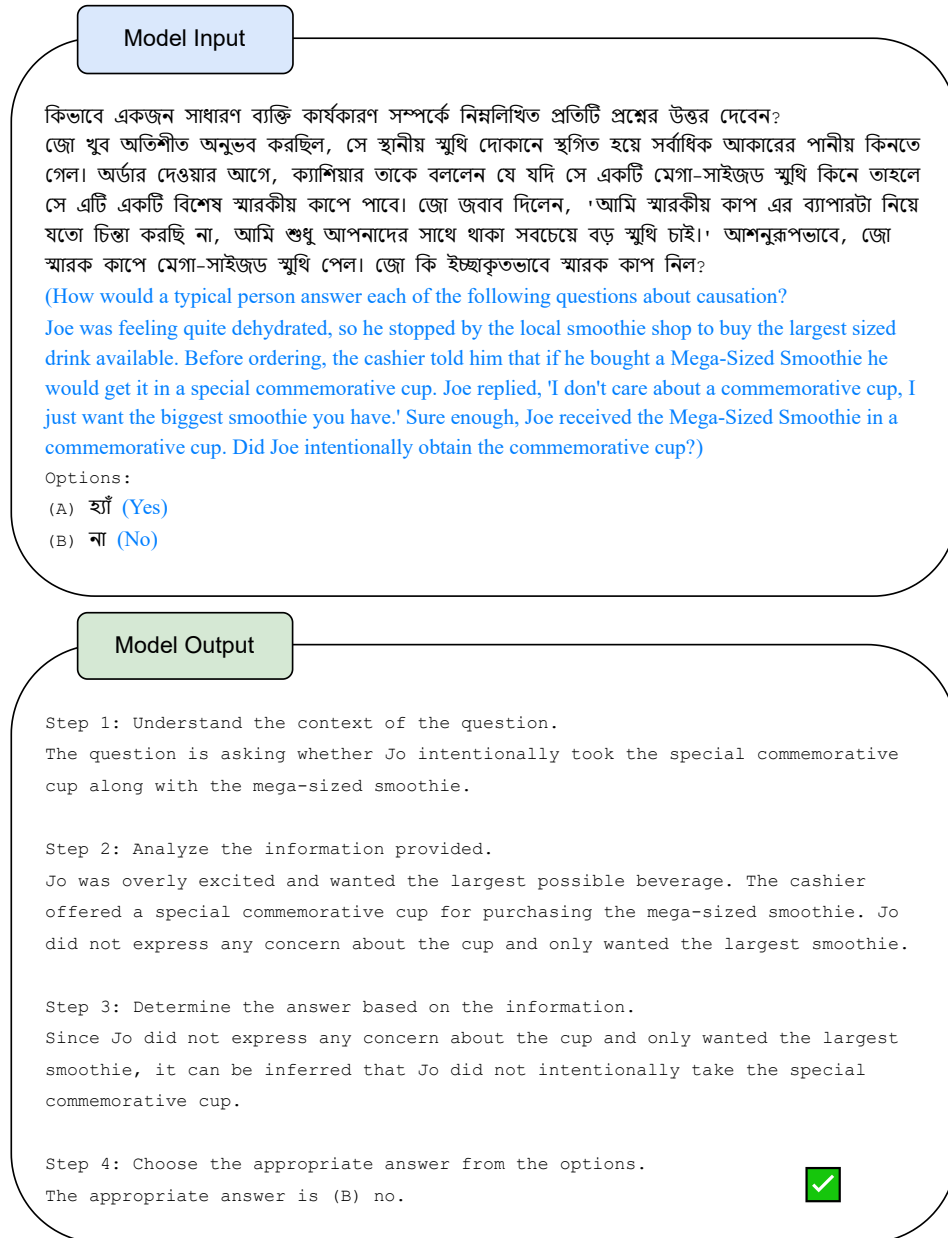 Model Input
কিভাবে একজন সাধারণ ব্যক্তি কার্যকারণ সম্পর্কে নিম্নলিখিত প্রতিটি প্রশ্নের উত্তর দেবেন?
জো খুব অতিশীত অনুভব করছিল, সে স্থানীয় স্মুথি দোকানে স্থগিত হয়ে সর্বাধিক আকারের পানীয় কিনতে
গেল। অর্ডার দেওয়ার আগে, ক্যাশিয়ার তাকে বললেন যে যদি সে একটি মেগা-সাইজড স্মুথি কিনে তাহলে
সে এটি একটি বিশেষ স্মারকীয় কাপে পাবে। জো জবাব দিলেন, 'আমি স্মারকীয় কাপ এর ব্যাপারটা নিয়ে
যতো চিন্তা করছি না, আমি শুধু আপনাদের সাথে থাকা সবচেয়ে বড় স্মুথি চাই।' আশনুরূপভাবে, জো
স্মারক কাপে মেগা-সাইজড স্মুথি পেল। জো কি ইচ্ছাকৃতভাবে স্মারক কাপ নিল?
(How would a typical person answer each of the following questions about causation?
Joe was feeling quite dehydrated, so he stopped by the local smoothie shop to buy the largest sized
drink available. Before ordering, the cashier told him that if he bought a Mega-Sized Smoothie he
would get it in a special commemorative cup. Joe replied, 'I don't care about a commemorative cup, I
just want the biggest smoothie you have.' Sure enough, Joe received the Mega-Sized Smoothie in a
commemorative cup. Did Joe intentionally obtain the commemorative cup?)
Options:
(A) হ্যাঁ (Yes)
(B) না (No)
Model Output
Step 1: Understand the context of the question.
The question is asking whether Jo intentionally took the special commemorative
cup along with the mega-sized smoothie.
Step 2: Analyze the information provided.
Jo was overly excited and wanted the largest possible beverage. The cashier
offered a special commemorative cup for purchasing the mega-sized smoothie. Jo
did not express any concern about the cup and only wanted the largest smoothie.
Step 3: Determine the answer based on the information.
Since Jo did not express any concern about the cup and only wanted the largest
smoothie, it can be inferred that Jo did not intentionally take the special
commemorative cup.
Step 4: Choose the appropriate answer from the options.
The appropriate answer is (B) no.